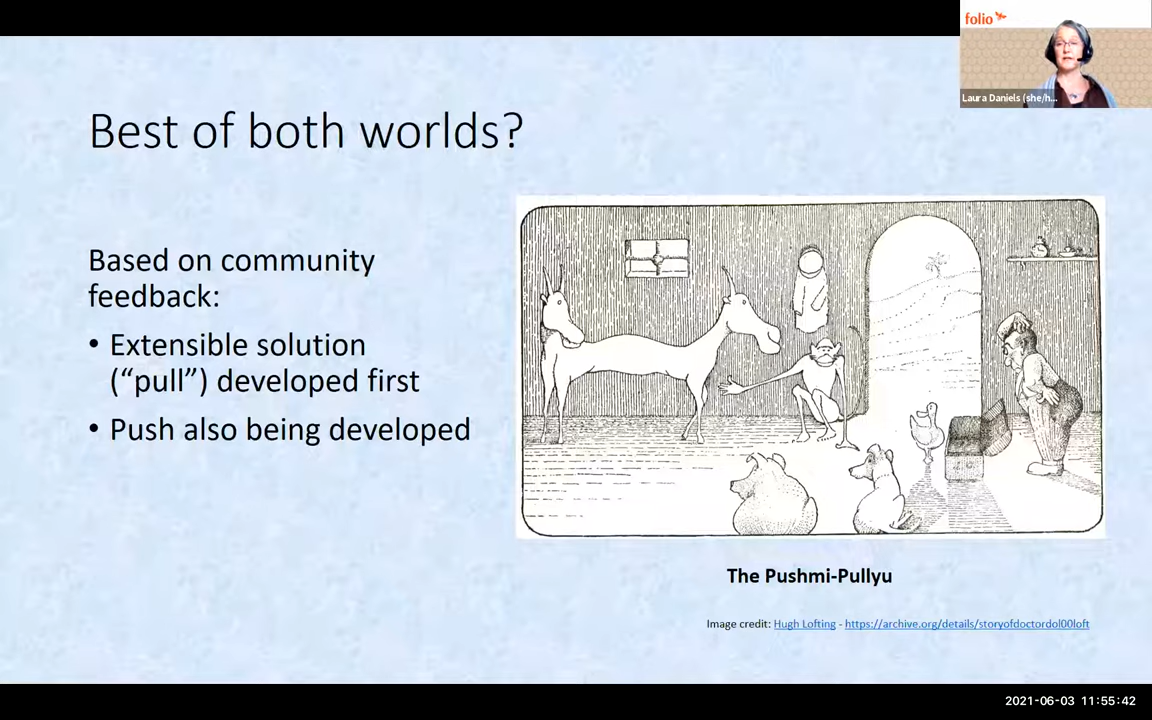 folio
Laura Daniels (she/h...
Best of both worlds?
Based on community
feedback:
• Extensible solution
(“pull”) developed first
• Push also being developed
The Pushmi-Pullyu
Image credit: Hugh Lofting - https://archive.org/details/storyofdoctordol00loft
2021-06-03 11:55:42